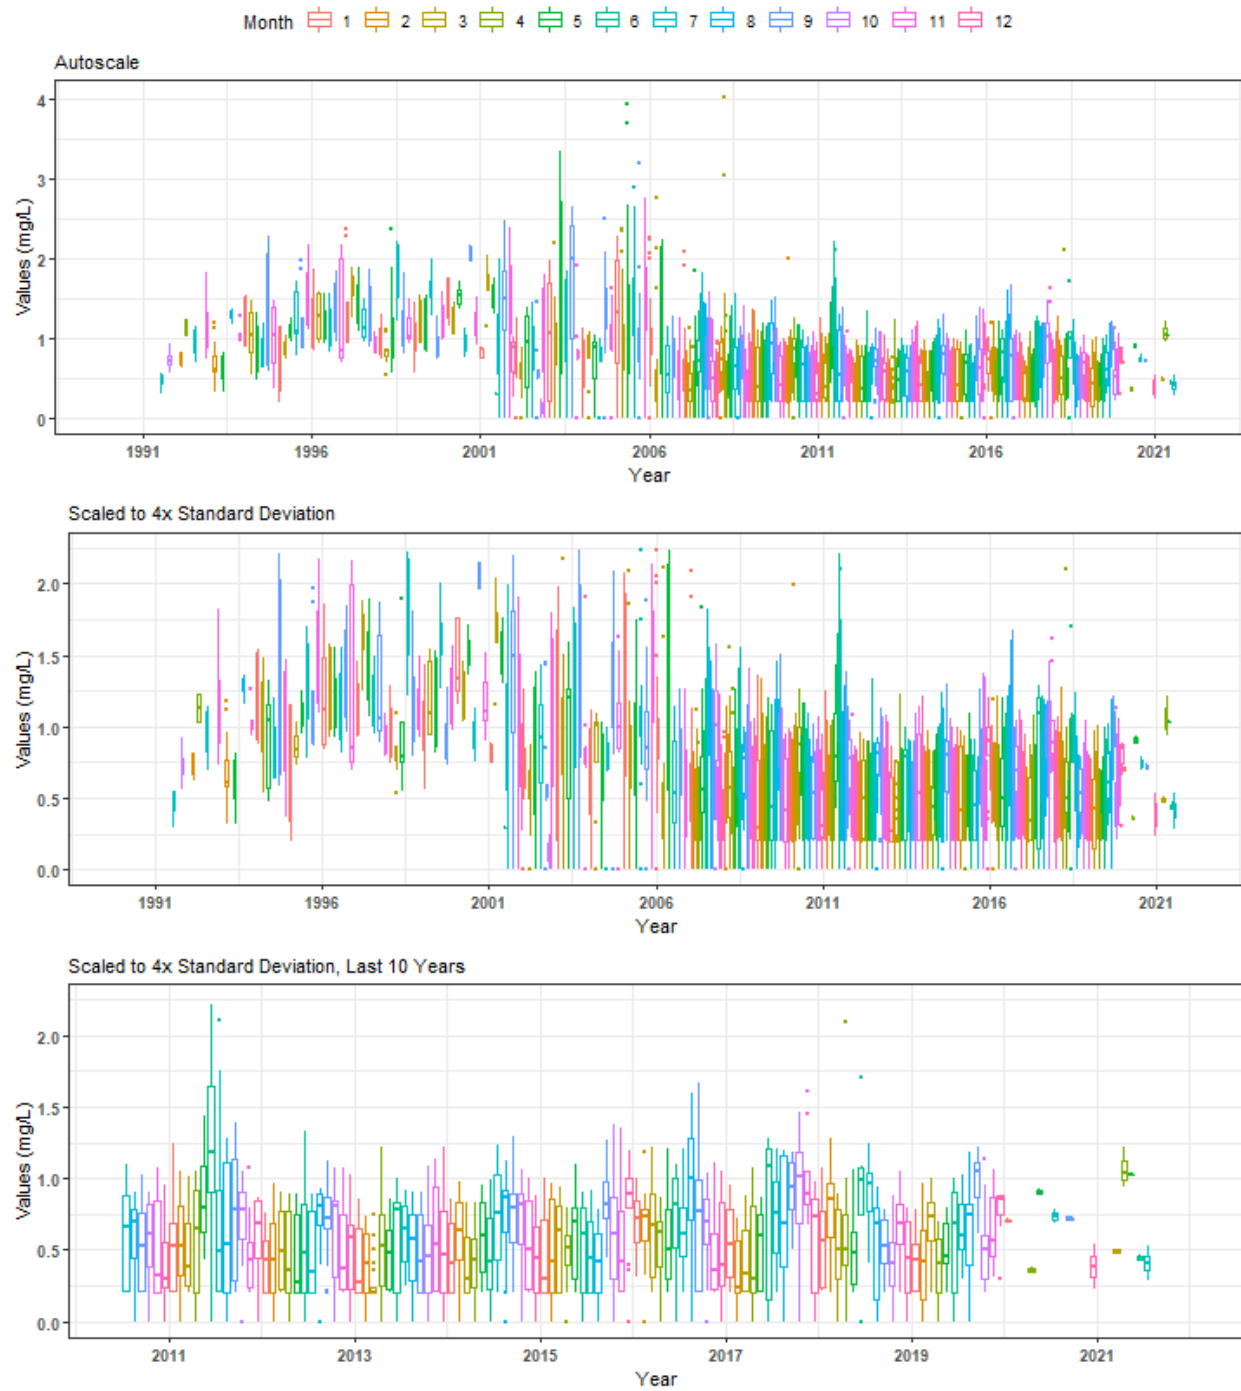 Month 1 2 3 4 5 6 7 8 9 10 11 12
Autoscale
Values (mg/L)
4
3
2
1
0
1991 1996 2001 2006 2011 2016 2021
Year
Scaled to 4x Standard Deviation
Values (mg/L)
2.0
1.5
1.0
0.5
0.0
1991 1996 2001 2006 2011 2016 2021
Year
Scaled to 4x Standard Deviation, Last 10 Years
Values (mg/L)
2.0
1.5
1.0
0.5
0.0
2011 2013 2015 2017 2019 2021
Year